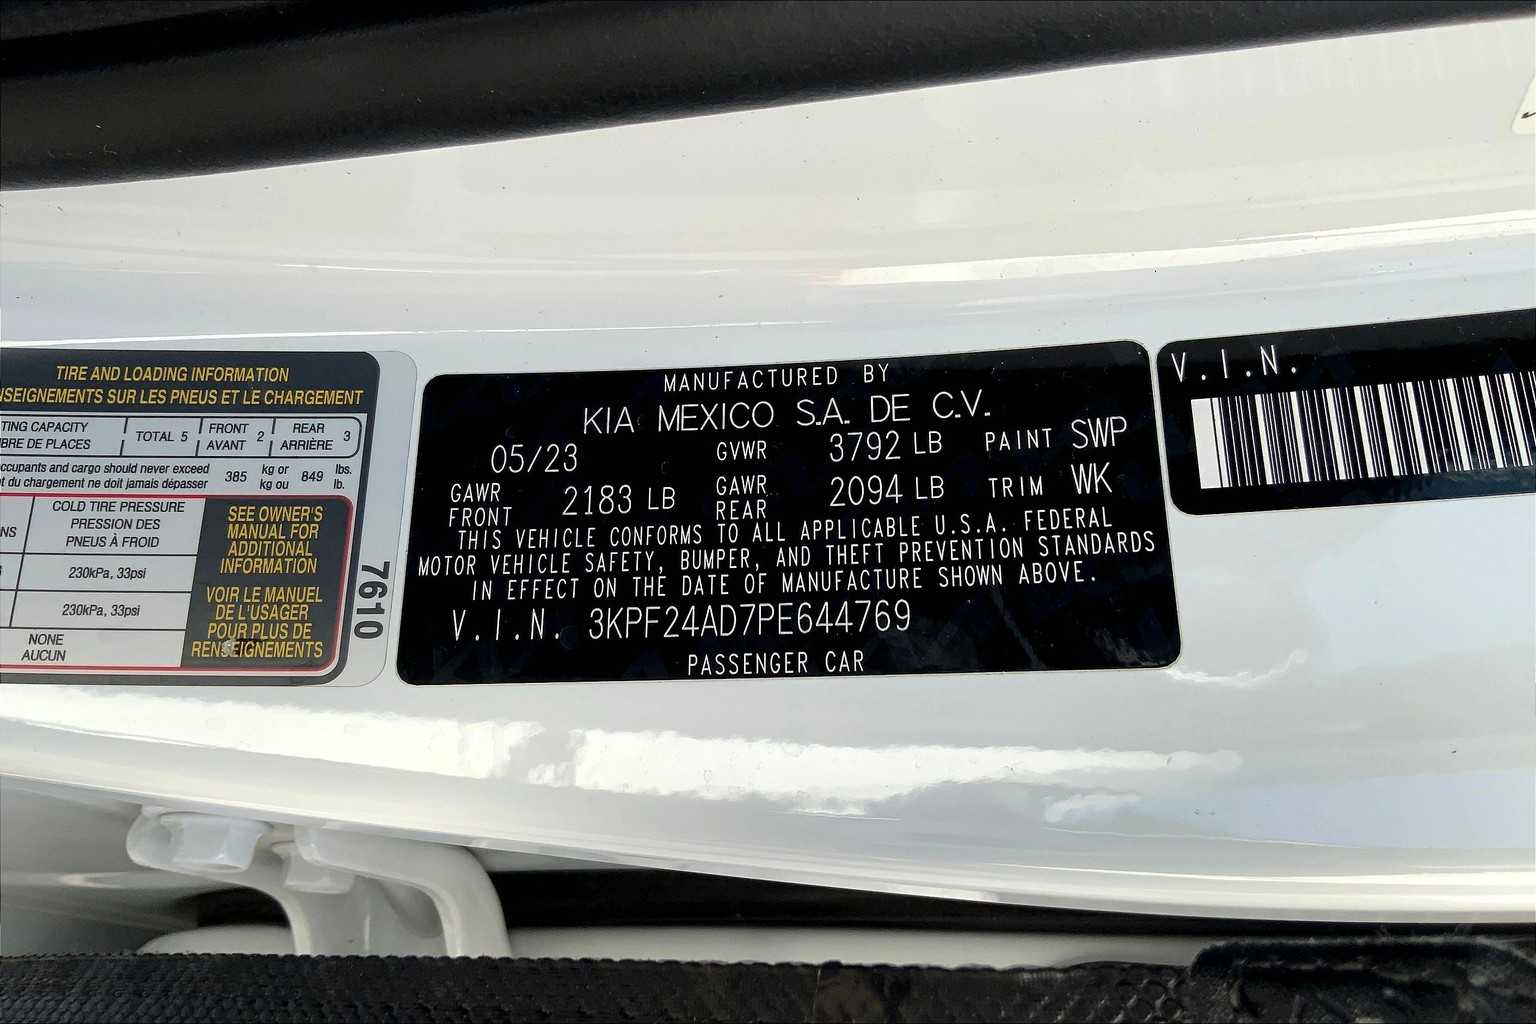 TIRE AND LOADING INFORMATION
NSEIGNEMENTS SUR LES PNEUS ET LE CHARGEMENT
TING CAPACITY
BRE DE PLACES
TOTAL 5
FRONT
AVANT
2
REAR
ARRIÈRE
3
ccupants and cargo should never exceed
t du chargement ne doit jamais dépasser
385
kg or
kg ou
849
lbs.
lb.
NS
COLD TIRE PRESSURE
PRESSION DES
PNEUS À FROID
230kPa, 33psi
230kPa, 33psi
NONE
AUCUN
SEE OWNER'S
MANUAL FOR
ADDITIONAL
INFORMATION
VOIR LE MANUEL
DE L'USAGER
POUR PLUS DE
RENSEIGNEMENTS
7610
MANUFACTURED BY
KIA MEXICO S.A. DE C.V.
05/23 GVWR 3792 LB PAINT SWP
GAWR FRONT 2183 LB GAWR REAR 2094 LB TRIM WK
THIS VEHICLE CONFORMS TO ALL APPLICABLE U.S.A. FEDERAL
MOTOR VEHICLE SAFETY, BUMPER, AND THEFT PREVENTION STANDARDS
IN EFFECT ON THE DATE OF MANUFACTURE SHOWN ABOVE.
V.I.N. 3KPF24AD7PE644769
PASSENGER CAR
V.I.N.